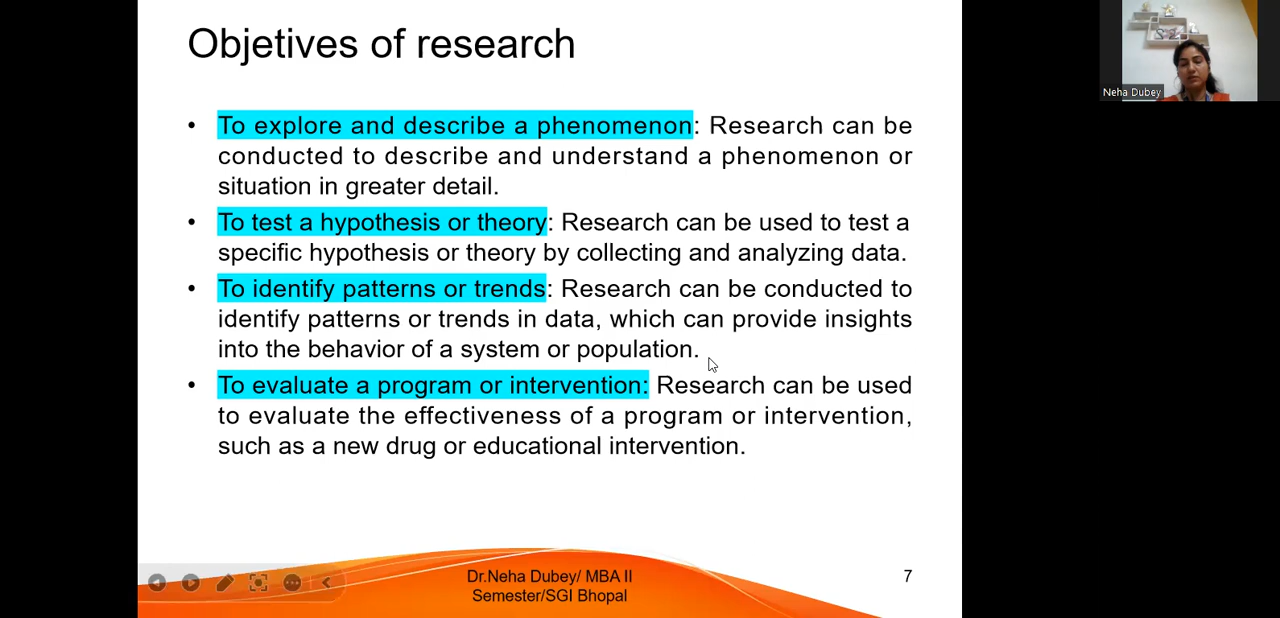 Objetives of research
• To explore and describe a phenomenon: Research can be
conducted to describe and understand a phenomenon or
situation in greater detail.
• To test a hypothesis or theory: Research can be used to test a
specific hypothesis or theory by collecting and analyzing data.
• To identify patterns or trends: Research can be conducted to
identify patterns or trends in data, which can provide insights
into the behavior of a system or population.
• To evaluate a program or intervention: Research can be used
to evaluate the effectiveness of a program or intervention,
such as a new drug or educational intervention.
Dr.Neha Dubey/ MBA II
Semester/SGI Bhopal
7
Neha Dubey